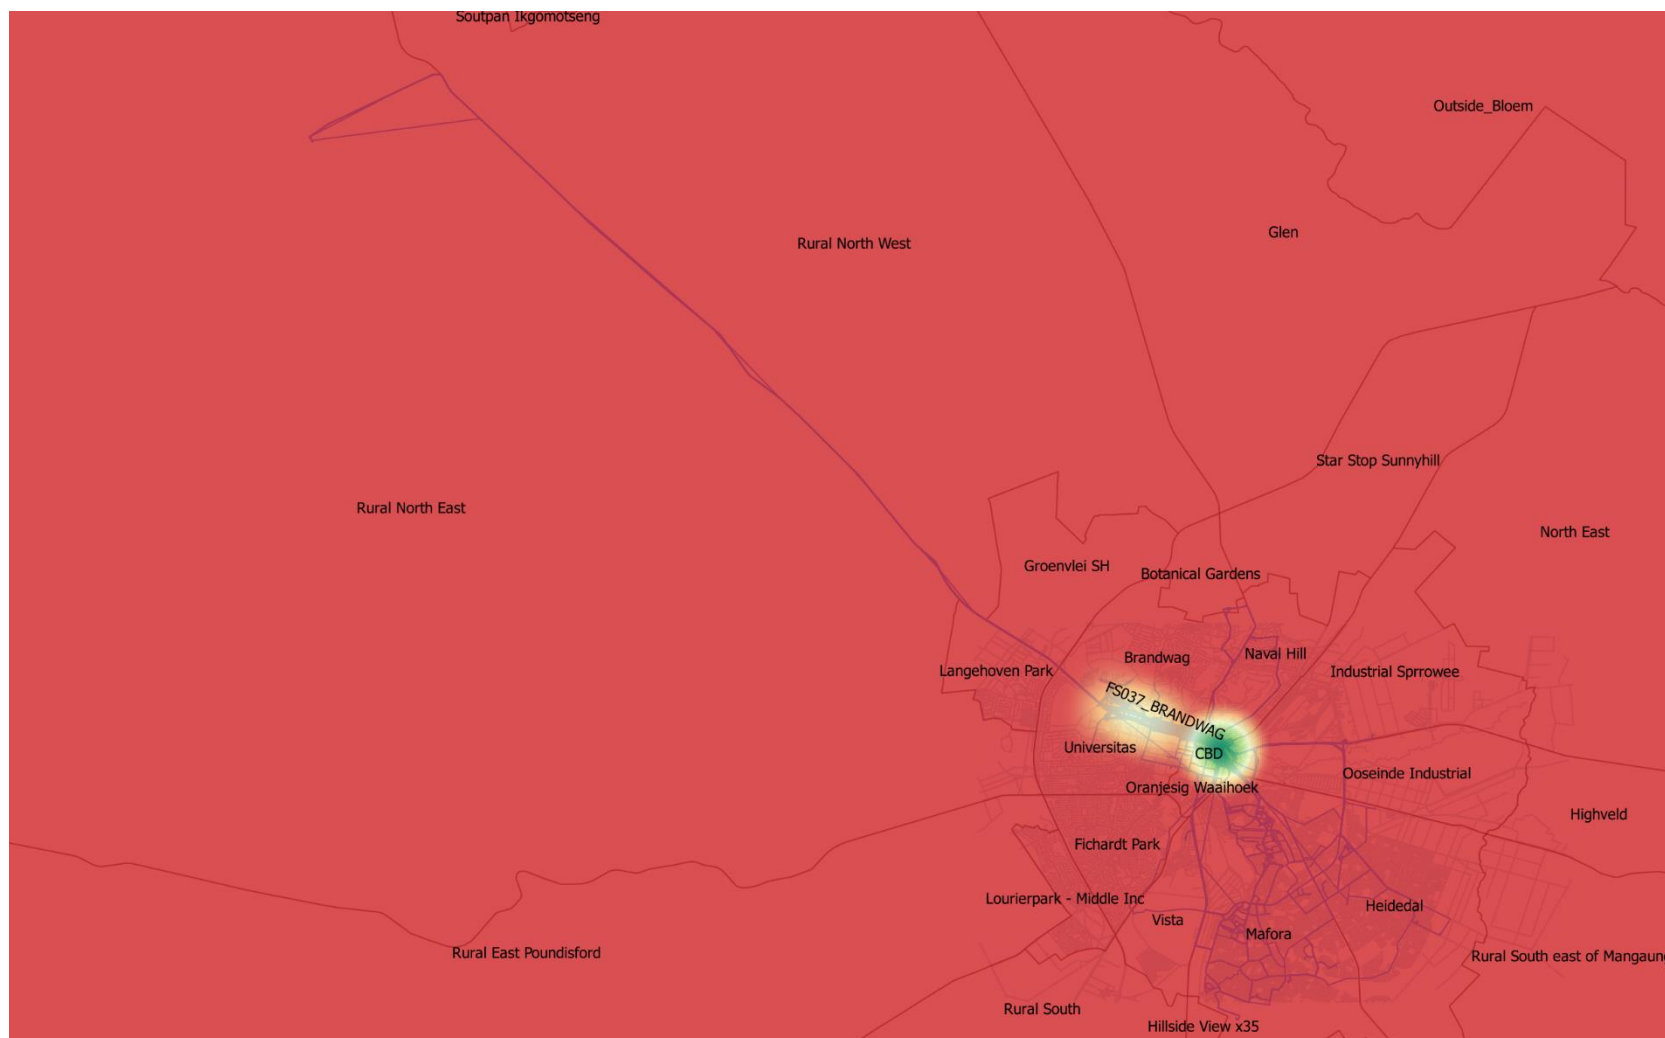 Soutpan Ikgomotseng
Outside_Bloem
Glen
Rural North West
Star Stop Sunnyhill
Rural North East
North East
Groenvlei SH
Botanical Gardens
Brandwag
Naval Hill
Langehoven Park
Industial Sprrowee
FS037_BRANDWAG
Universitas
CBD
Ooseinde Industrial
Oranjesig Waaihoek
Highveld
Fichardt Park
Lourierpark - Middle Inc
Heidedal
Vista
Mafora
Rural East Poundisford
Rural South east of Mangaun
Rural South
Hillside View x35